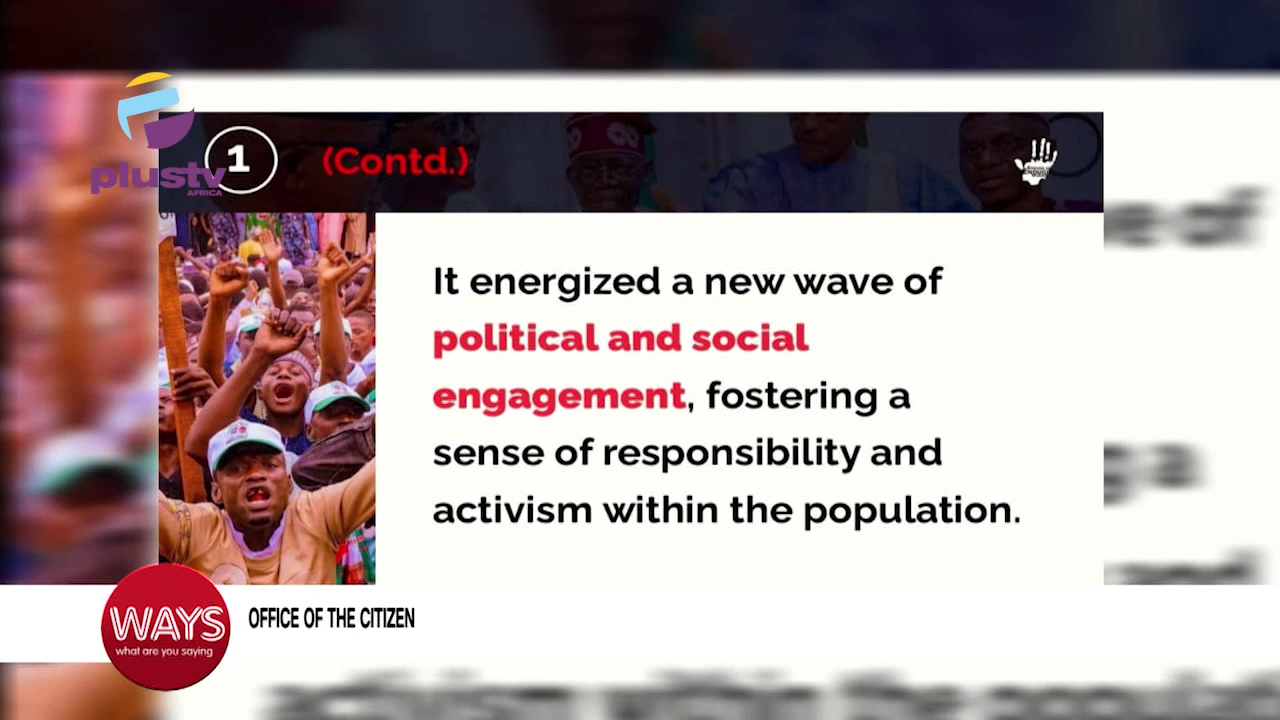 plustv
AFRICA
1
(Contd.)
It energized a new wave of
political and social
engagement, fostering a
sense of responsibility and
activism within the population.
WAYS
what are you saying
OFFICE OF THE CITIZEN